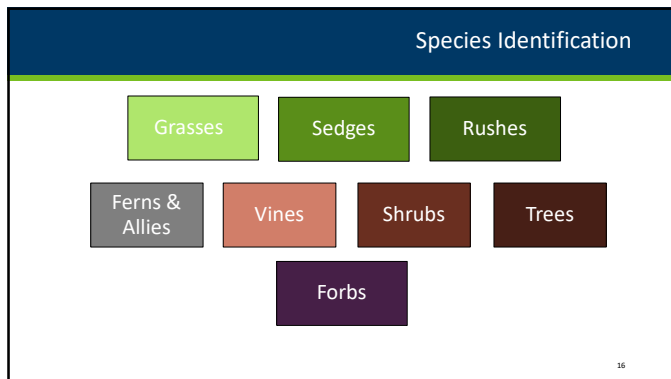 Species Identification
Grasses
Sedges
Rushes
Ferns &
Allies
Vines
Shrubs
Trees
Forbs
16